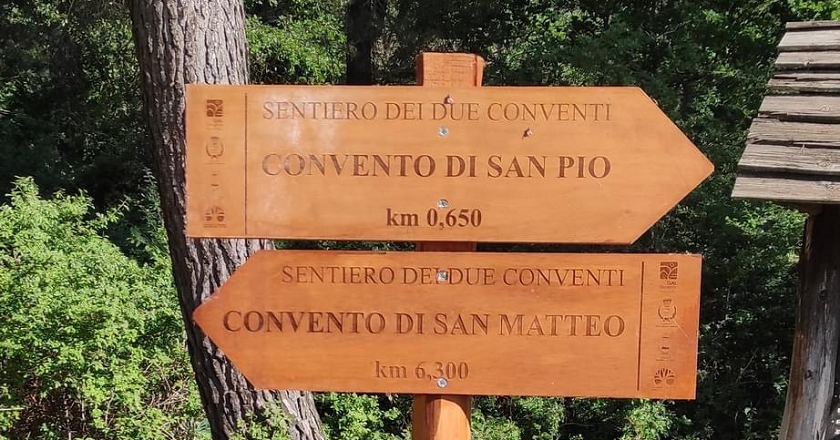 SENTIERO DEI DUE CONVENTI
CONVENTO DI SAN PIO
km 0,650
SENTIERO DEI DUE CONVENTI
CONVENTO DI SAN MATTEO
km 6,300